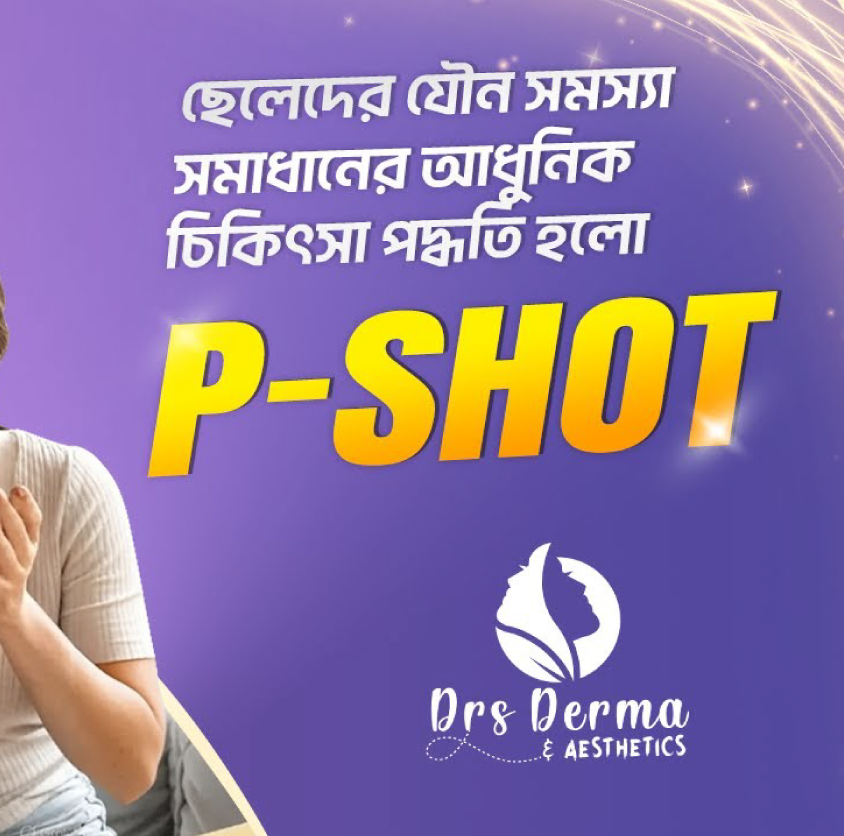 ছেলেদের যৌন সমস্যা
সমাধানের আধুনিক
চিকিৎসা পদ্ধতি হলো
P-SHOT
Drs Derma
& AESTHETICS